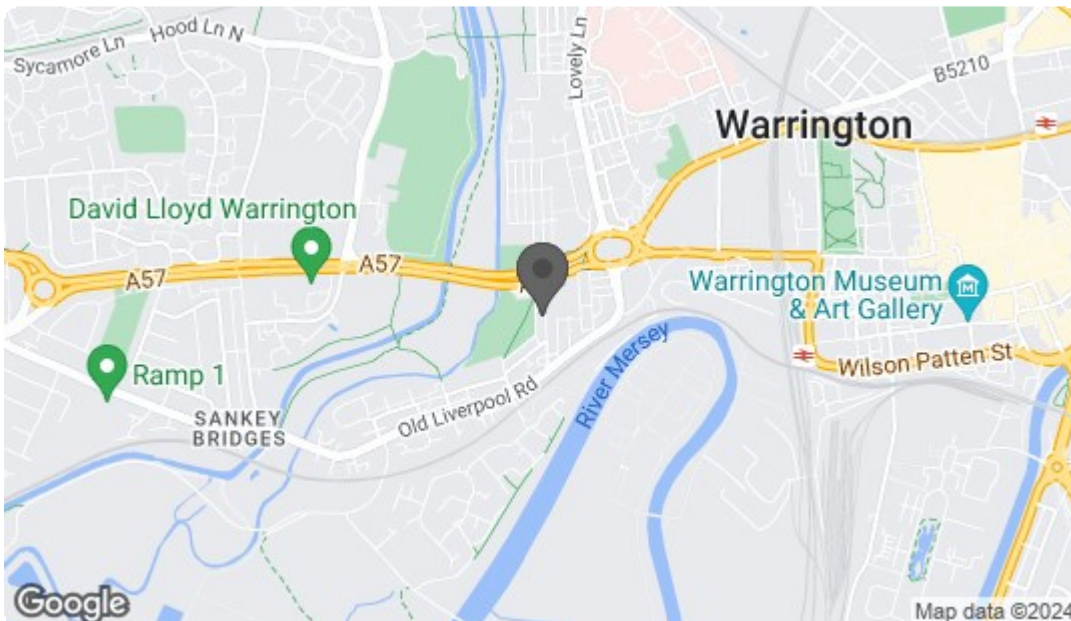 Sycamore Ln
Hood Ln N
Lovely Ln
B5210
Warrington
David Lloyd Warrington
A57
A57
Warrington Museum
& Art Gallery
River Mersey
Wilson Patten St
Ramp 1
Old Liverpool Rd
SANKEY
BRIDGES
Google
Map data ©2024